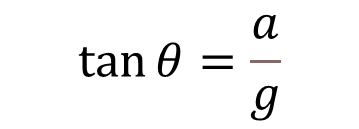 tan θ = a/g